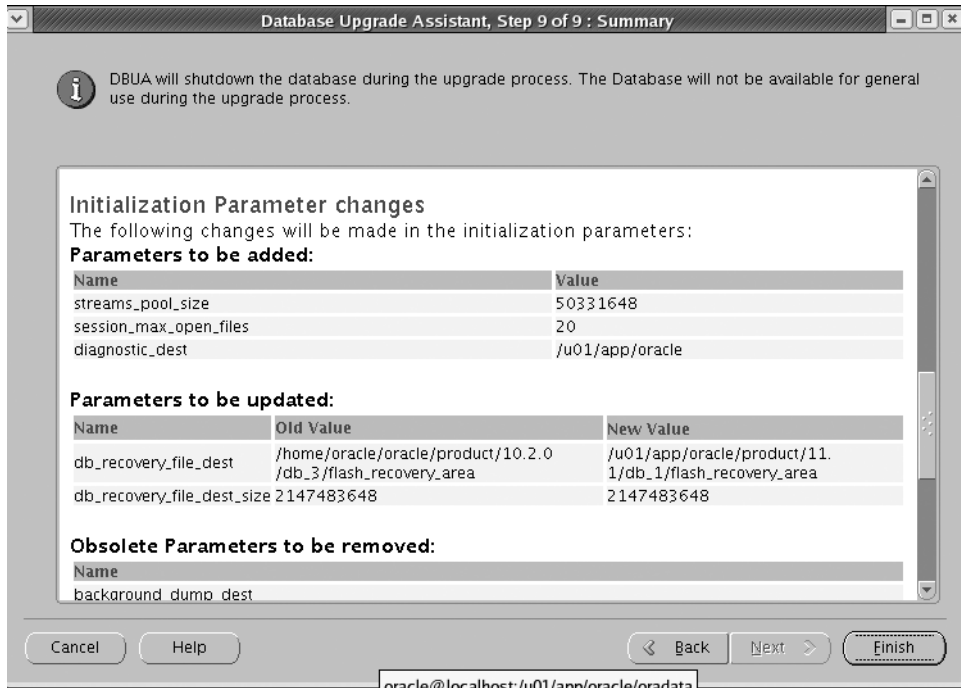 Database Upgrade Assistant, Step 9 of 9 : Summary
DBUA will shutdown the database during the upgrade process. The Database will not be available for general
use during the upgrade process.
Initialization Parameter changes
The following changes will be made in the initialization parameters:
Parameters to be added:
Name Value
streams_pool_size 50331648
session_max_open_files 20
diagnostic_dest /u01/app/oracle
Parameters to be updated:
Name Old Value New Value
db_recovery_file_dest /home/oracle/oracle/product/10.2.0 /u01/app/oracle/product/11.
/db_3/flash_recovery_area 1/db_1/flash_recovery_area
db_recovery_file_dest_size 2147483648 2147483648
Obsolete Parameters to be removed:
Name
background_dump_dest
Cancel Help Back Next Finish
oracle@localhost:/u01/app/oracle/oradata